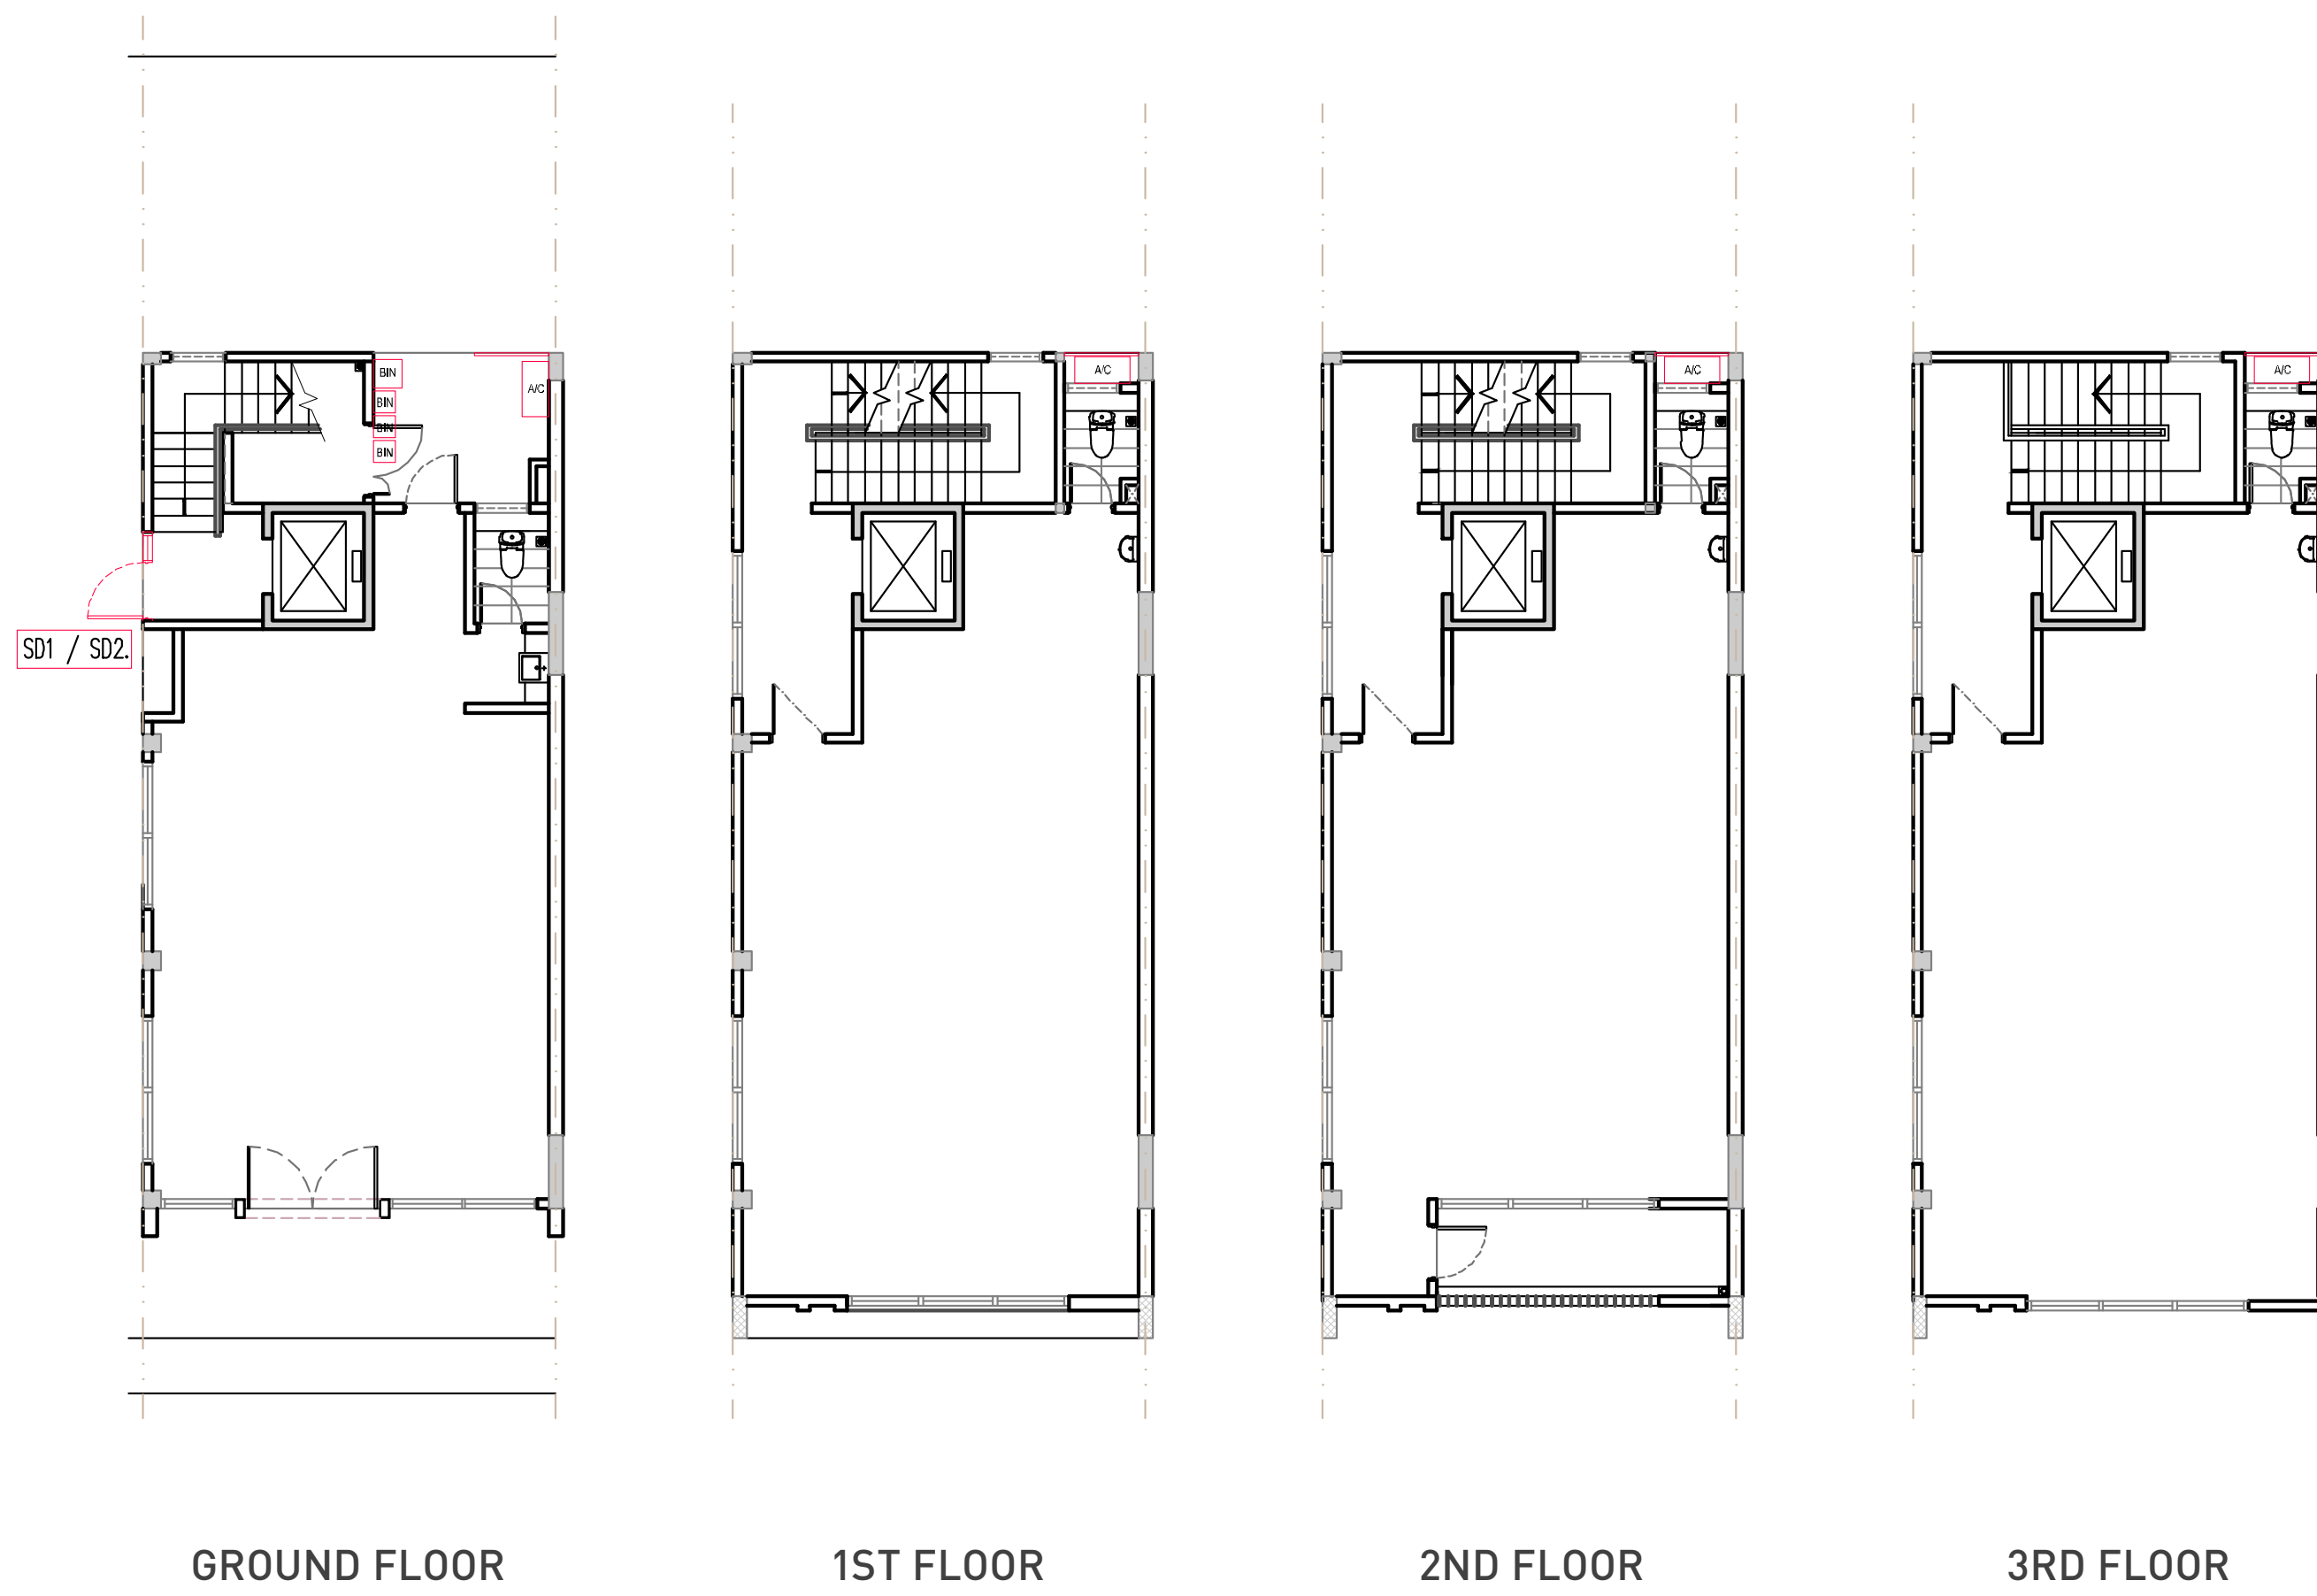 BIN
A/C
BIN
BIN
BIN
SD1 / SD2.
A/C
A/C
A/C
GROUND FLOOR
1ST FLOOR
2ND FLOOR
3RD FLOOR